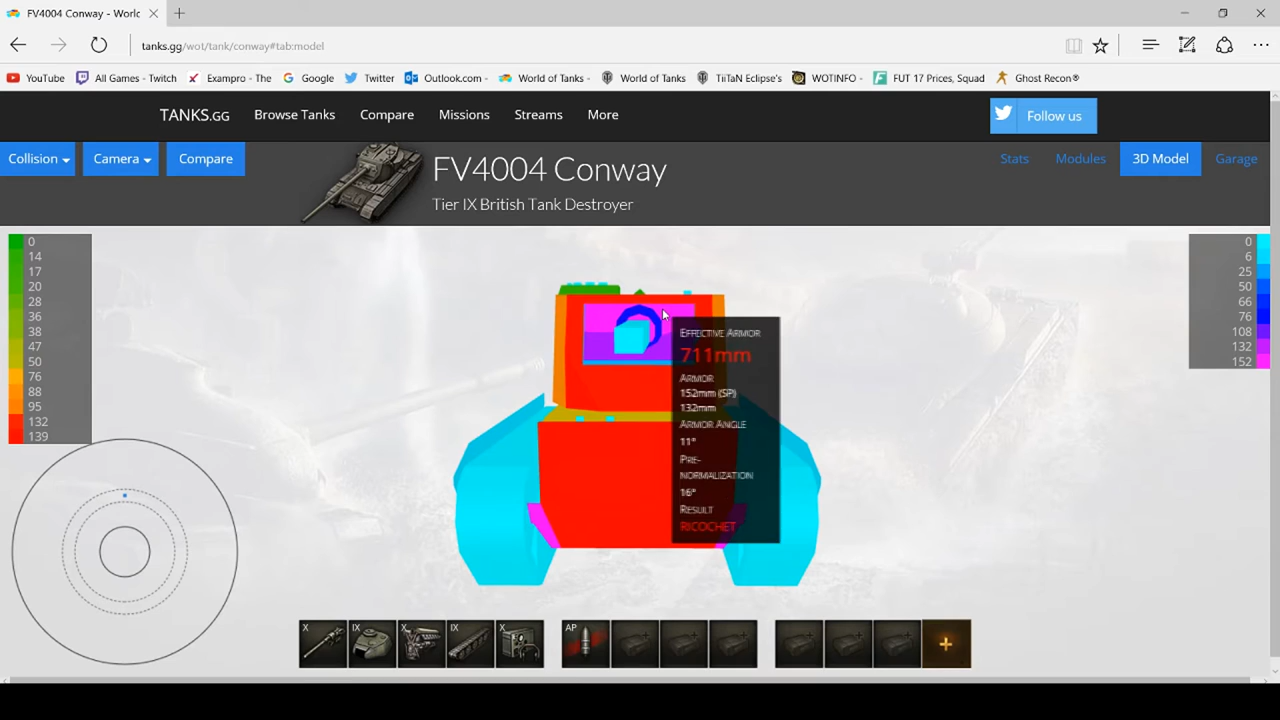 FV4004 Conway - Worlc
tanks.gg/wot/tank/conway#tab:model
YouTube All Games - Twitch Exampro - The Google Twitter Outlook.com - World of Tanks - World of Tanks TiiTaN Eclipse's WOTINFO - FUT 17 Prices, Squad Ghost Recon®
TANKS.GG Browse Tanks Compare Missions Streams More Follow us
Collision Camera Compare FV4004 Conway Stats Modules 3D Model Garage
Tier IX British Tank Destroyer
0
14
17
20
28
36
38
47
50
76
88
95
132
139
0
6
25
50
66
76
108
132
152
EFFECTIVE ARMOR
711mm
ARMOR
152mm (SP)
132mm
ARMOR ANGLE
11°
PRE-
NORMALIZATION
16°
RESULT
RICOCHET
X IX X IX X AP